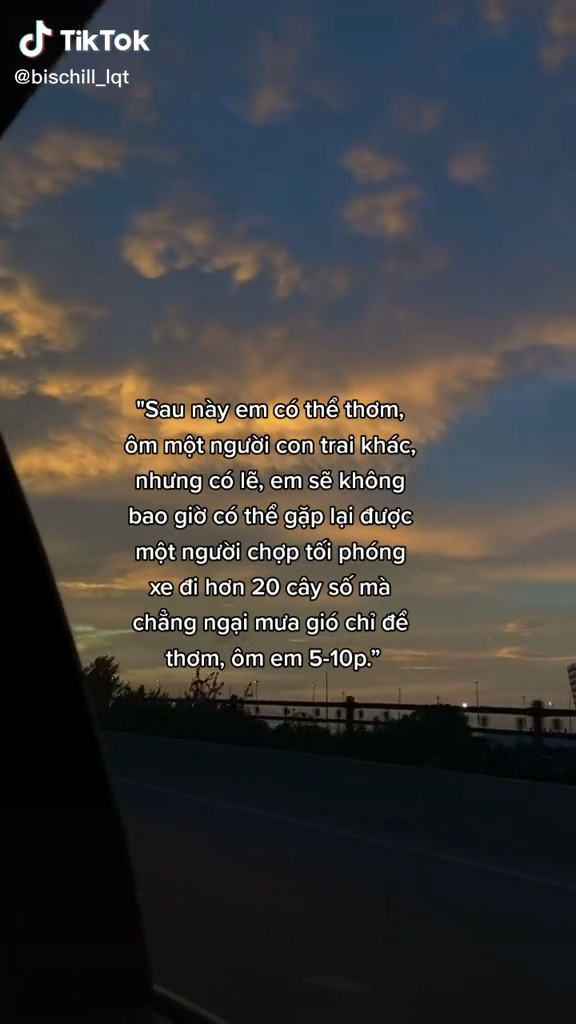 TikTok
@bischill_lqt
"Sau này em có thể thơm,
ôm một người con trai khác,
nhưng có lẽ, em sẽ không
bao giờ có thể gặp lại được
một người chợp tối phóng
xe đi hơn 20 cây số mà
chẳng ngại mưa gió chỉ để
thơm, ôm em 5-10p.”